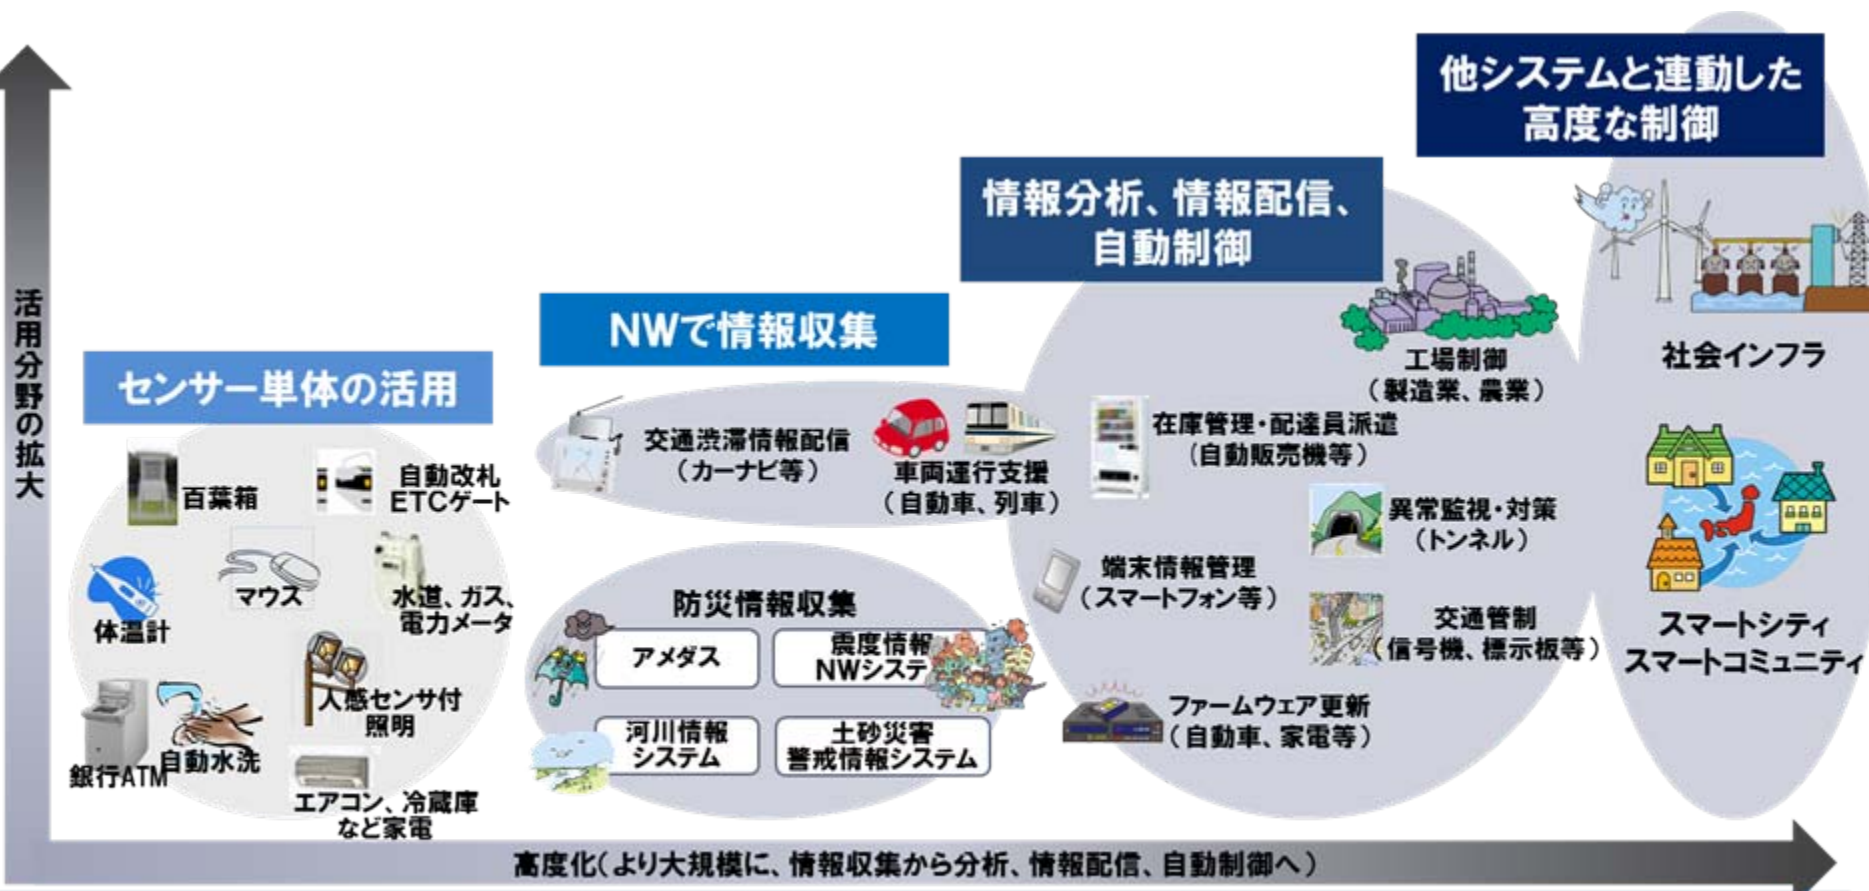 他システムと連動した
高度な制御
情報分析、情報配信、
自動制御
NWで情報収集
センサー単体の活用
活用分野の拡大
百葉箱
自動改札
ETCゲート
マウス
体温計
水道、ガス、
電力メータ
人感センサ付
照明
銀行ATM
自動水洗
エアコン、冷蔵庫
など家電
交通渋滞情報配信
（カーナビ等）
車両運行支援
（自動車、列車）
防災情報収集
アメダス
震度情報
NWシステ
河川情報
システム
土砂災害
警戒情報システム
工場制御
（製造業、農業）
在庫管理・配達員派遣
（自動販売機等）
異常監視・対策
（トンネル）
端末情報管理
（スマートフォン等）
交通管制
（信号機、標示板等）
ファームウェア更新
（自動車、家電等）
社会インフラ
スマートシティ
スマートコミュニティ
高度化（より大規模に、情報収集から分析、情報配信、自動制御へ）